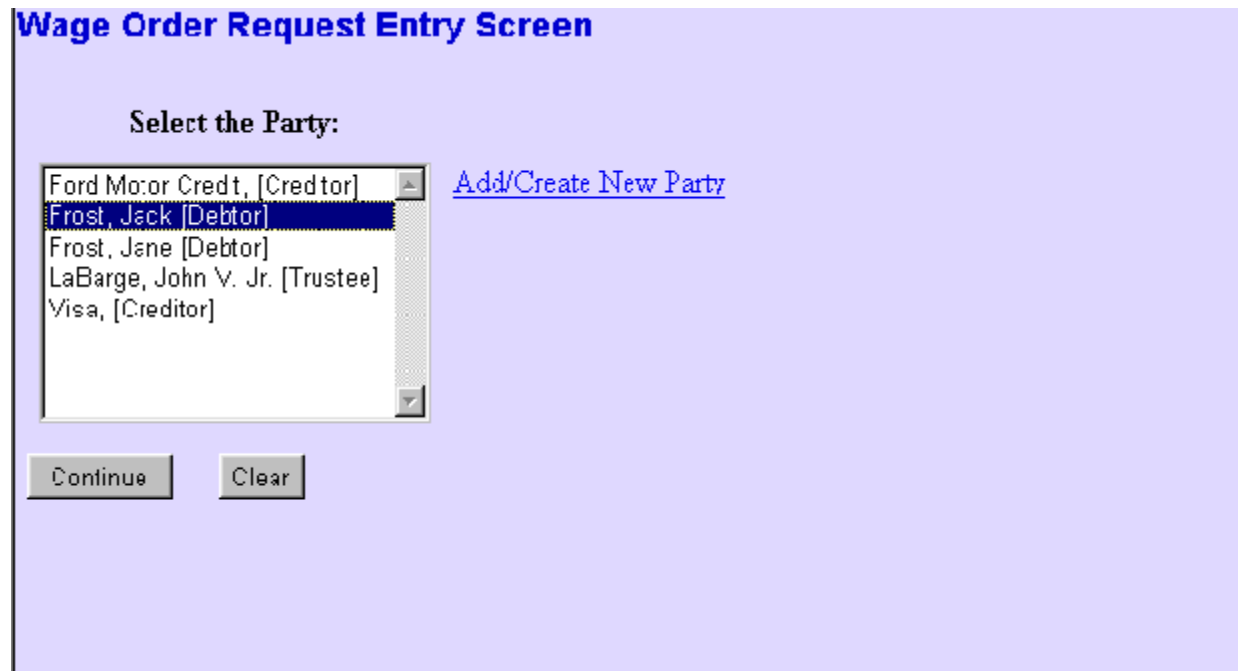 Wage Order Request Entry Screen
Select the Party:
Ford Motor Credit, [Creditor]
Add/Create New Party
Frost, Jack [Debtor]
Frost, Jane [Debtor]
LaBarge, John V. Jr. [Trustee]
Visa, [Creditor]
Continue
Clear